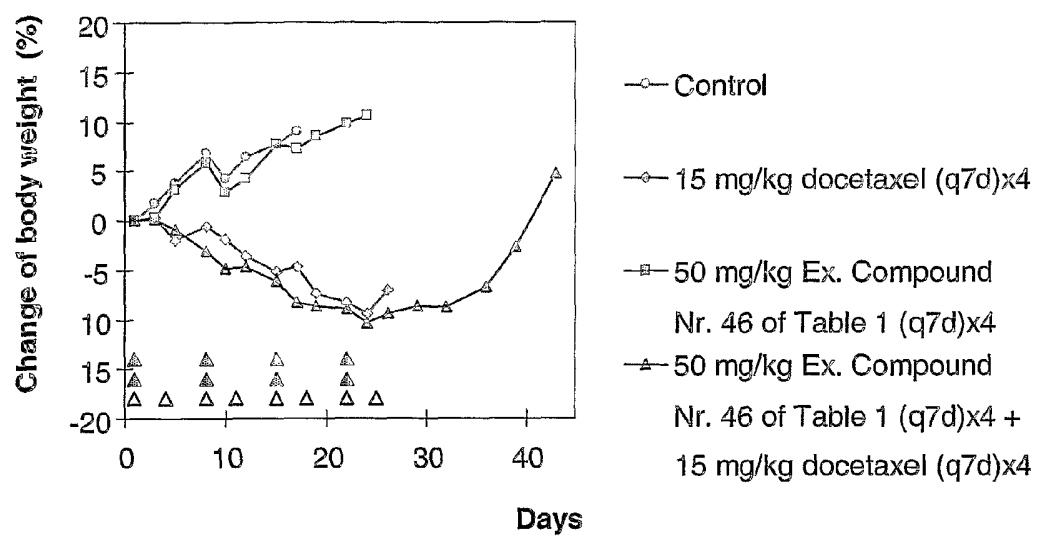 Change of body weight (%)
20
15
10
5
0
-5
10
15
-20
0
10
20
30
40
Days
Control
15 mg/kg docetaxel (q7d)x4
50 mg/kg Ex. Compound
Nr. 46 of Table 1 (q7d)x4
50 mg/kg Ex. Compound
Nr. 46 of Table 1 (q7d)x4 +
15 mg/kg docetaxel (q7d)x4